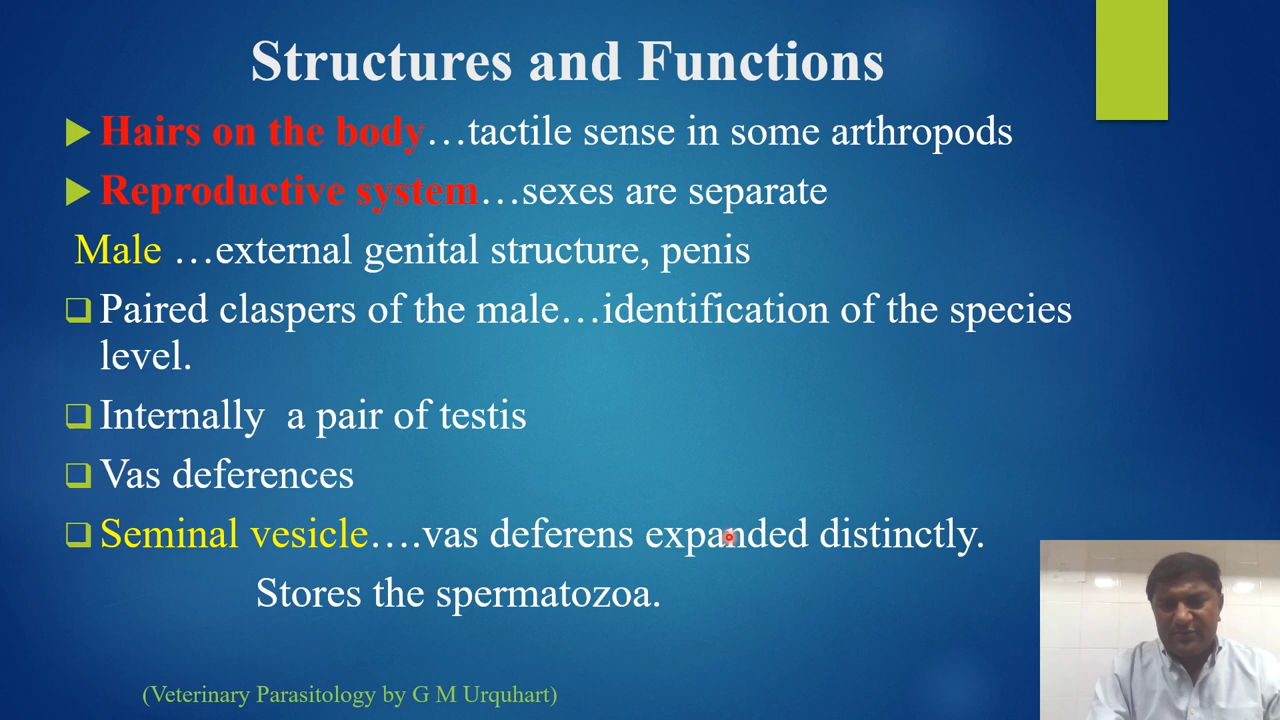 Structures and Functions
Hairs on the body…tactile sense in some arthropods
Reproductive system…sexes are separate
Male …external genital structure, penis
Paired claspers of the male…identification of the species
level.
Internally a pair of testis
Vas deferences
Seminal vesicle….vas deferens expanded distinctly.
Stores the spermatozoa.
(Veterinary Parasitology by G M Urquhart)